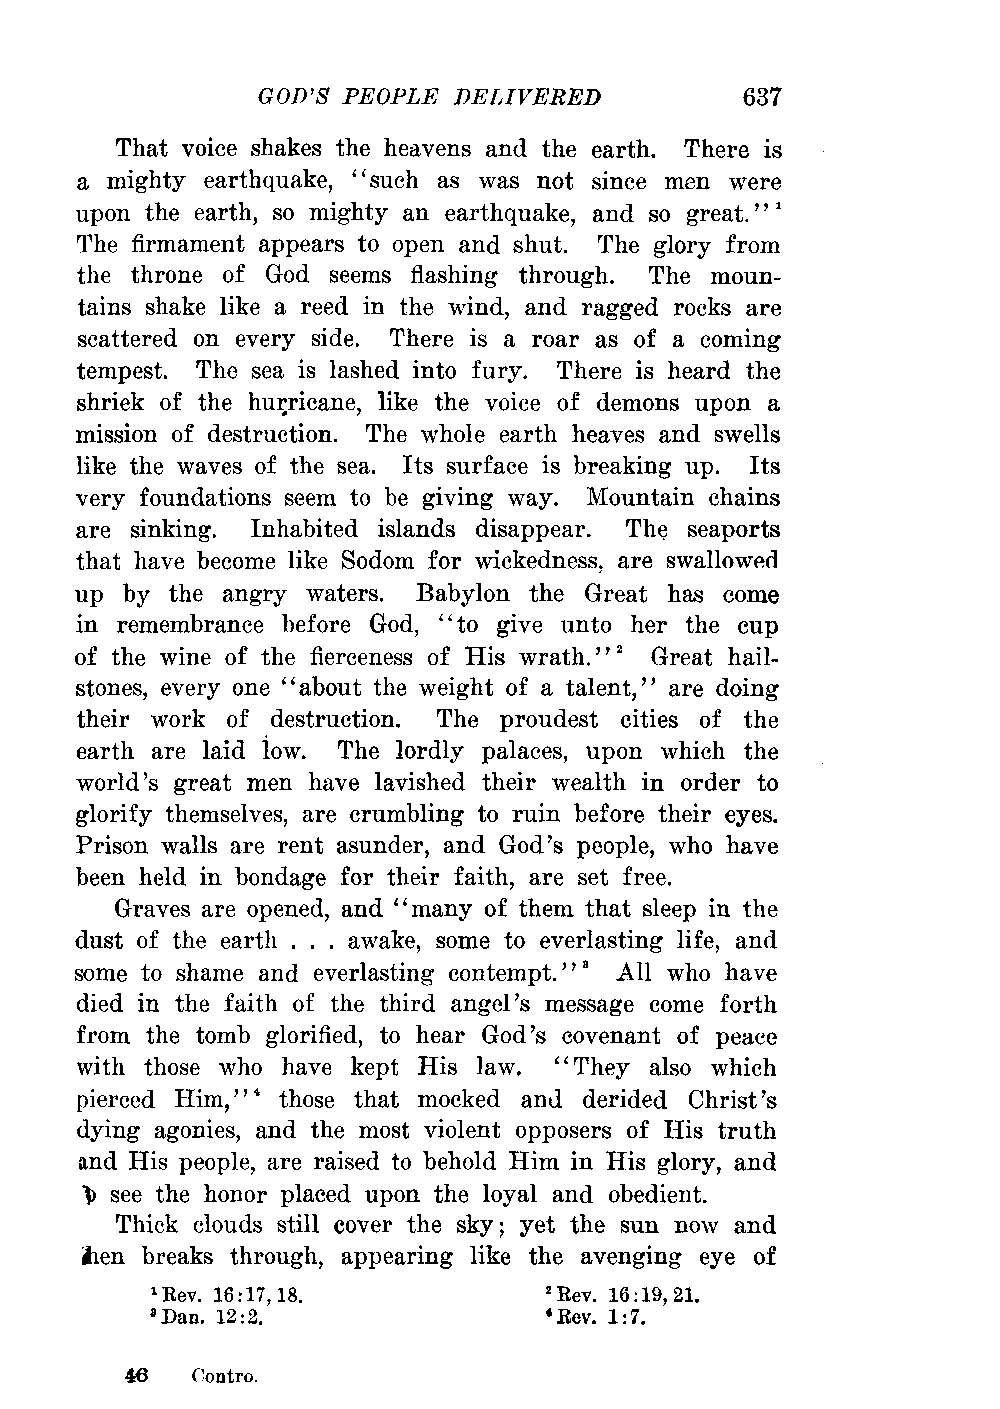 GOD'S PEOPLE DELIVERED 637
That voice shakes the heavens and the earth. There is
a mighty earthquake, "such as was not since men were
upon the earth, so mighty an earthquake, and so great."¹
The firmament appears to open and shut. The glory from
the throne of God seems flashing through. The moun-
tains shake like a reed in the wind, and ragged rocks are
scattered on every side. There is a roar as of a coming
tempest. The sea is lashed into fury. There is heard the
shriek of the hurricane, like the voice of demons upon a
mission of destruction. The whole earth heaves and swells
like the waves of the sea. Its surface is breaking up. Its
very foundations seem to be giving way. Mountain chains
are sinking. Inhabited islands disappear. The seaports
that have become like Sodom for wickedness, are swallowed
up by the angry waters. Babylon the Great has come
in remembrance before God, "to give unto her the cup
of the wine of the fierceness of His wrath."² Great hail-
stones, every one "about the weight of a talent," are doing
their work of destruction. The proudest cities of the
earth are laid low. The lordly palaces, upon which the
world's great men have lavished their wealth in order to
glorify themselves, are crumbling to ruin before their eyes.
Prison walls are rent asunder, and God's people, who have
been held in bondage for their faith, are set free.
Graves are opened, and "many of them that sleep in the
dust of the earth . . . awake, some to everlasting life, and
some to shame and everlasting contempt."³ All who have
died in the faith of the third angel's message come forth
from the tomb glorified, to hear God's covenant of peace
with those who have kept His law. "They also which
pierced Him,"⁴ those that mocked and derided Christ's
dying agonies, and the most violent opposers of His truth
and His people, are raised to behold Him in His glory, and
see the honor placed upon the loyal and obedient.
Thick clouds still cover the sky; yet the sun now and
then breaks through, appearing like the avenging eye of
¹ Rev. 16:17, 18. ² Rev. 16:19, 21.
³ Dan. 12:2. ⁴ Rev. 1:7.
46 Contro.